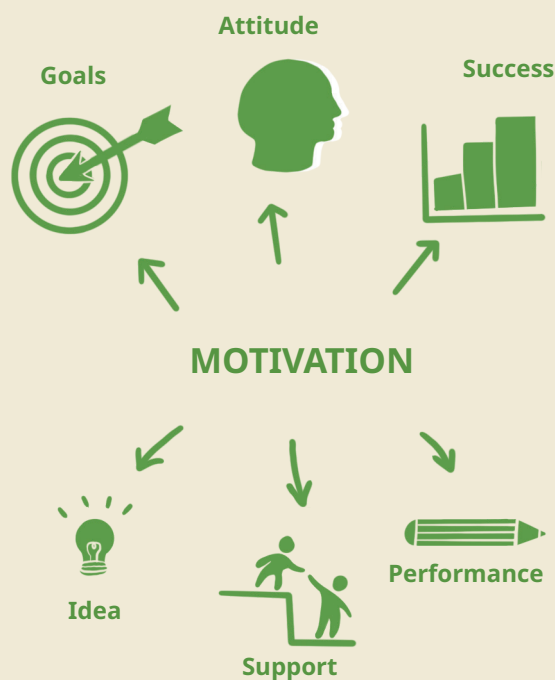 Attitude
Goals
Success
MOTIVATION
Performance
Idea
Support